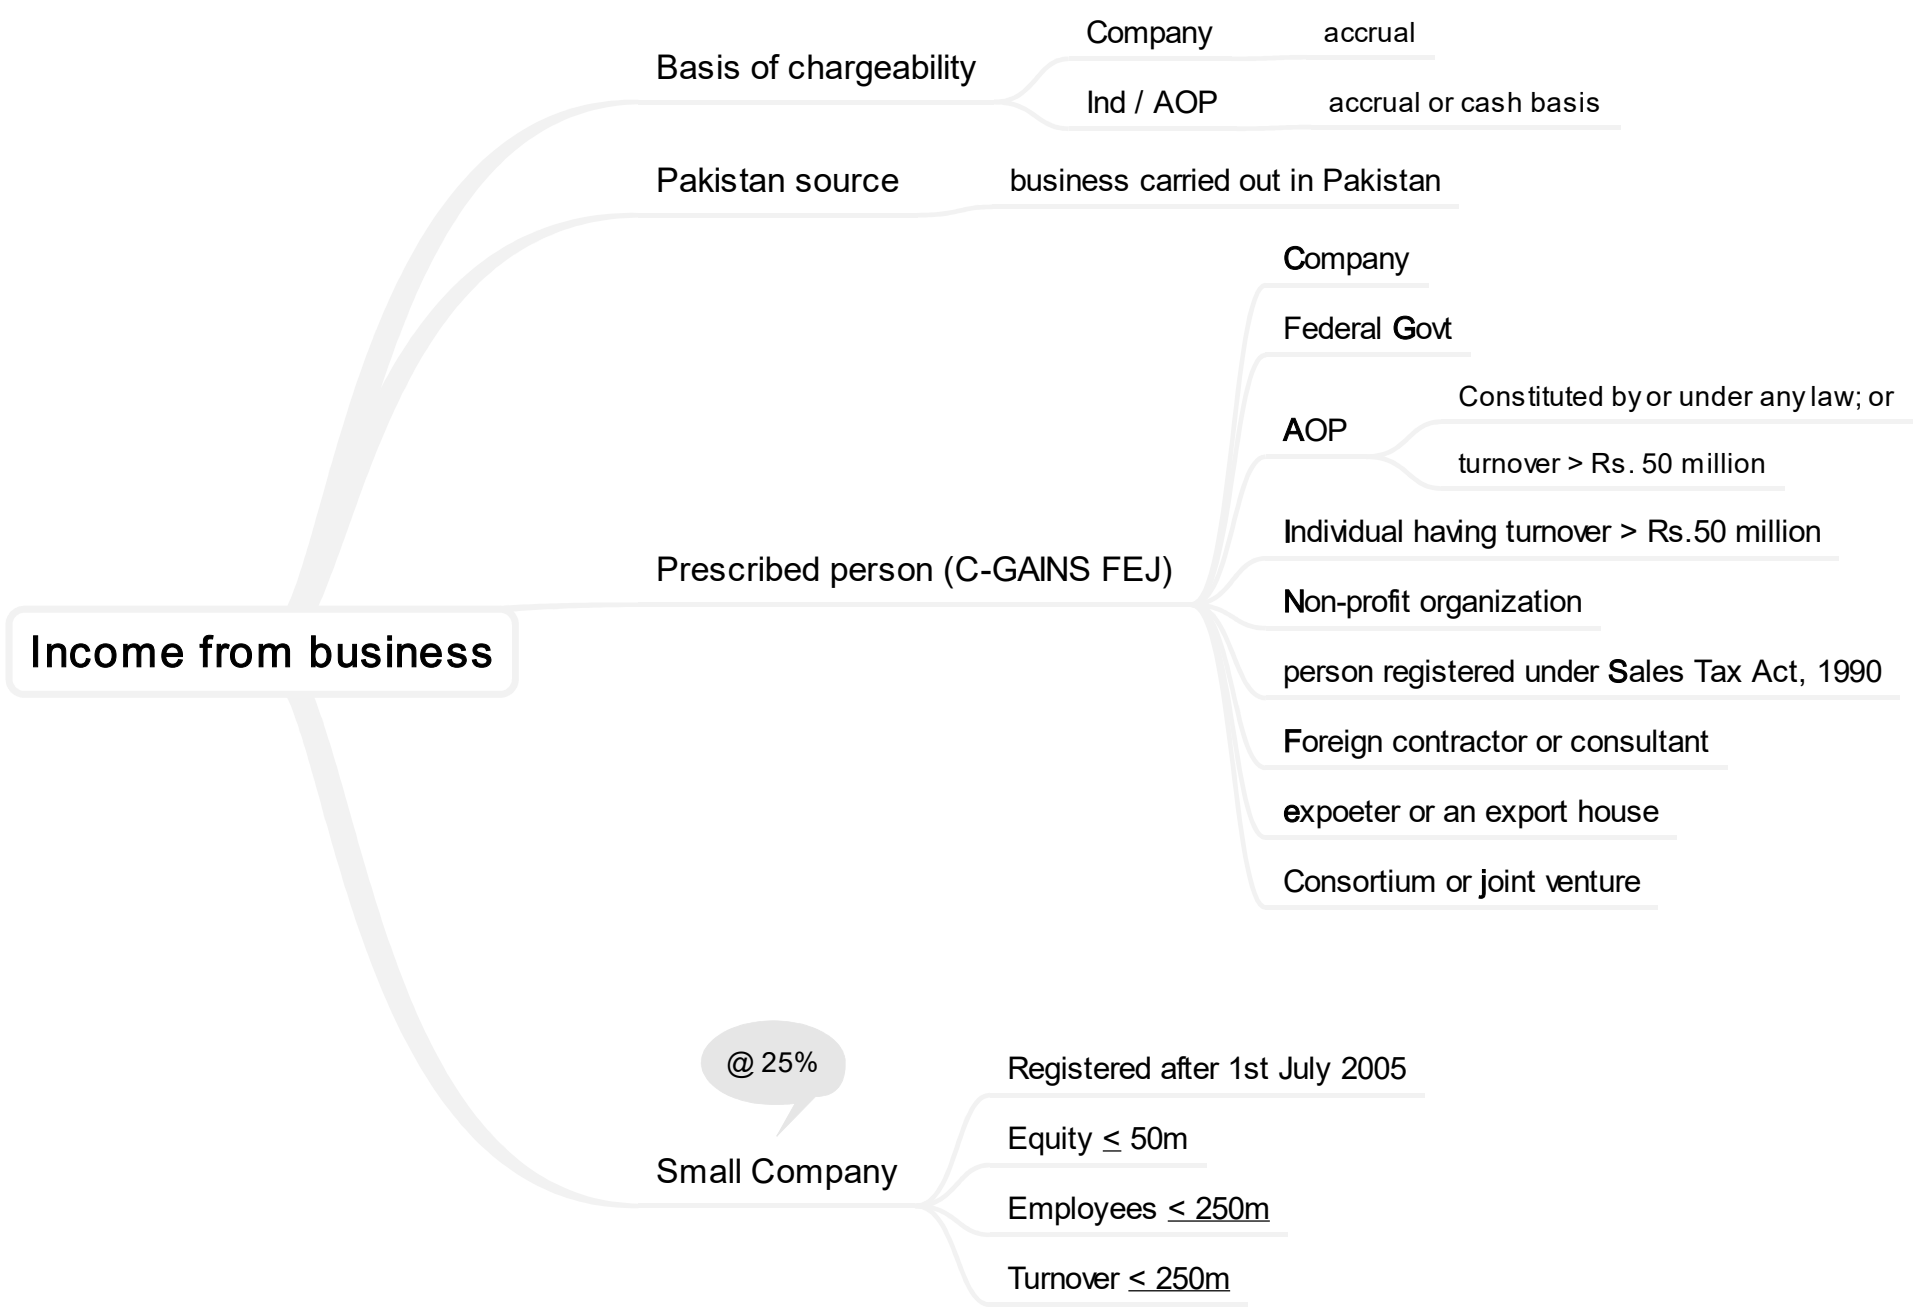 Income from business
Basis of chargeability
Company accrual
Ind / AOP accrual or cash basis
Pakistan source business carried out in Pakistan
Prescribed person (C-GAINS FEJ)
Company
Federal Govt
AOP
Constituted by or under any law; or
turnover > Rs. 50 million
Individual having turnover > Rs.50 million
Non-profit organization
person registered under Sales Tax Act, 1990
Foreign contractor or consultant
expoeter or an export house
Consortium or joint venture
@ 25%
Small Company
Registered after 1st July 2005
Equity < 50m
Employees < 250m
Turnover < 250m